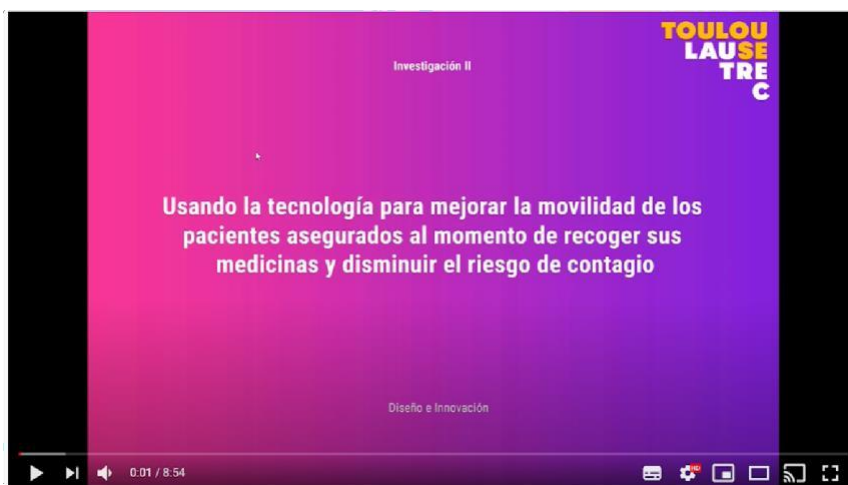 TOULOU
LAUSE
TRE
C
Investigación II
Usando la tecnología para mejorar la movilidad de los
pacientes asegurados al momento de recoger sus
medicinas y disminuir el riesgo de contagio
Diseño e Innovación
0:01 / 8:54
HD